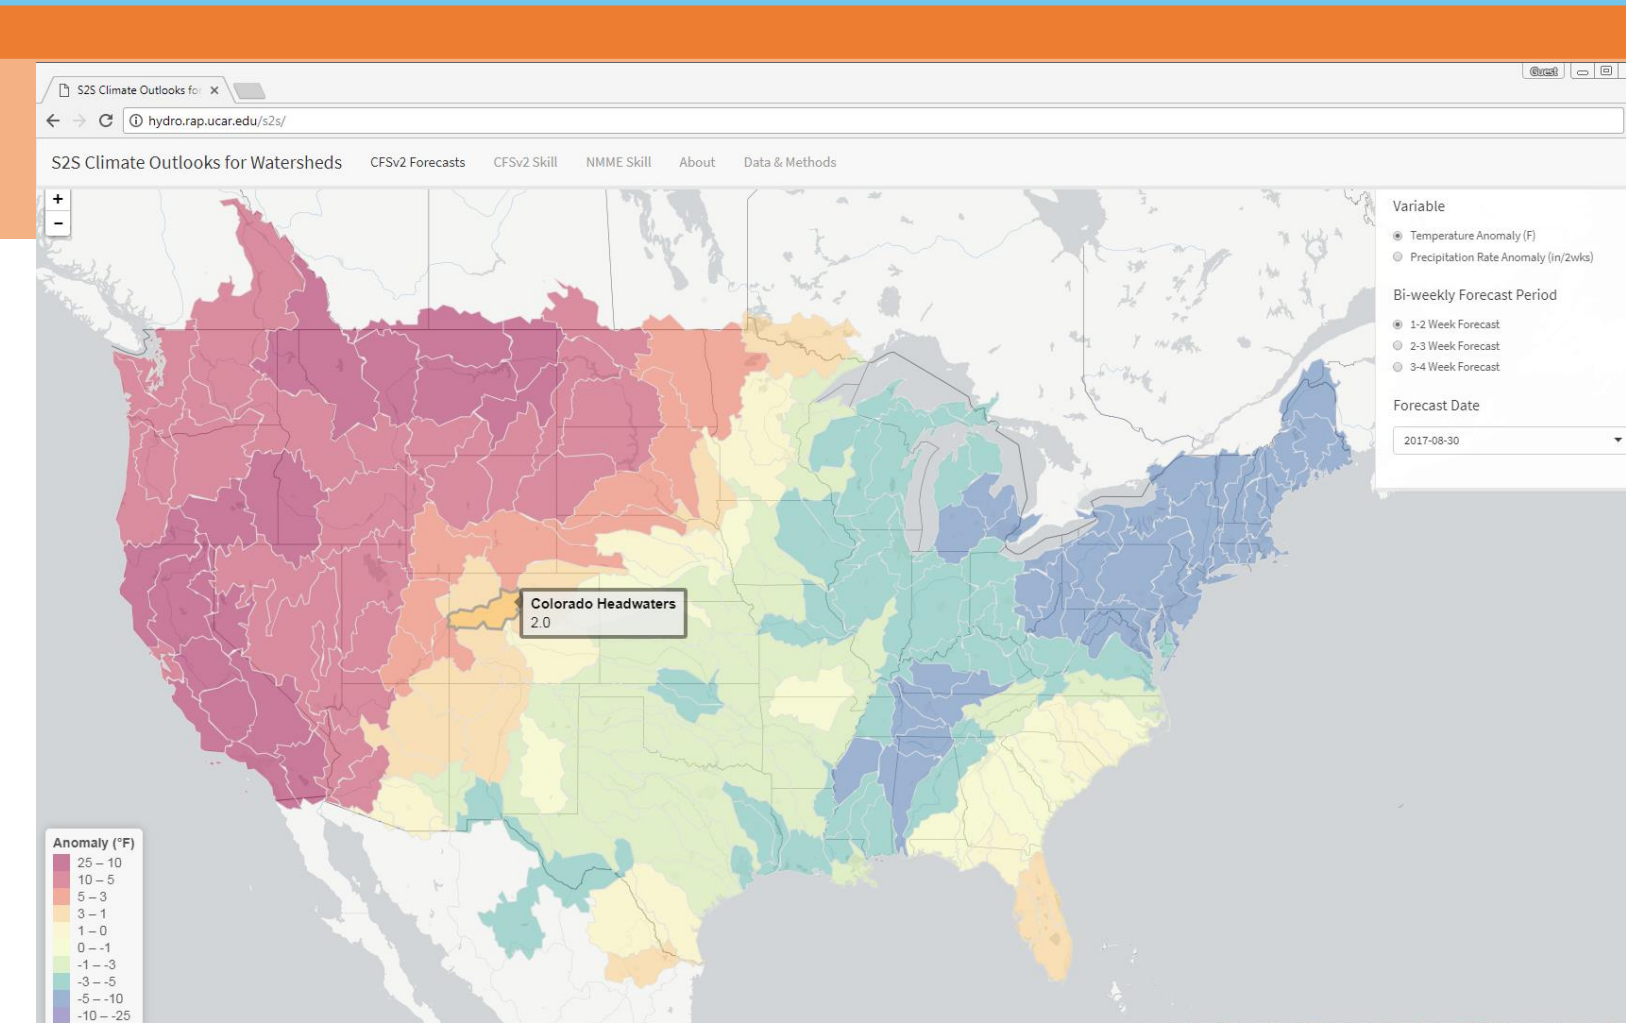 Guest
S2S Climate Outlooks for
hydro.rap.ucar.edu/s2s/
S2S Climate Outlooks for Watersheds CFSv2 Forecasts CFSv2 Skill NMME Skill About Data & Methods
+
−
Variable
Temperature Anomaly (F)
Precipitation Rate Anomaly (in/2wks)
Bi-weekly Forecast Period
1-2 Week Forecast
2-3 Week Forecast
3-4 Week Forecast
Forecast Date
2017-08-30
Colorado Headwaters
2.0
Anomaly (°F)
25 – 10
10 – 5
5 – 3
3 – 1
1 – 0
0 – -1
-1 – -3
-3 – -5
-5 – -10
-10 – -25